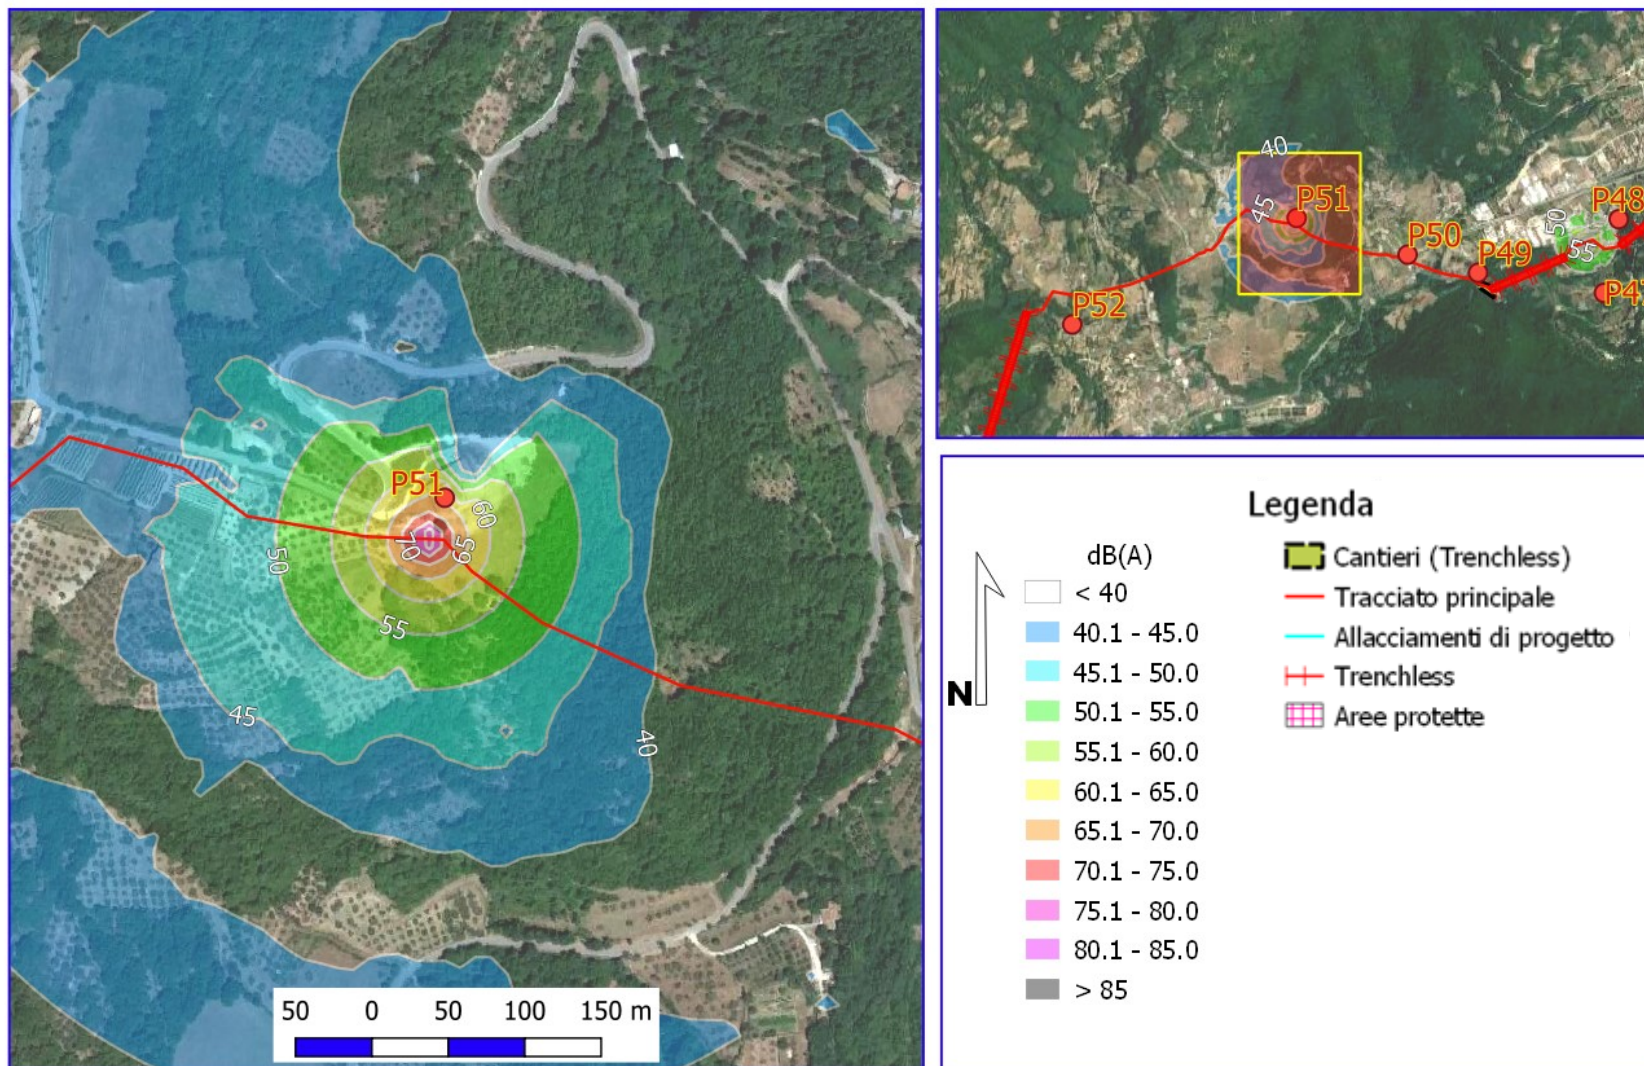 P51
60
70
65
50
55
45
40
50 0 50 100 150 m
40
45
P51
P50
P49
P48
50
55
P47
P52
Legenda
dB(A)
< 40
40.1 - 45.0
45.1 - 50.0
50.1 - 55.0
55.1 - 60.0
60.1 - 65.0
65.1 - 70.0
70.1 - 75.0
75.1 - 80.0
80.1 - 85.0
> 85
N
Cantieri (Trenchless)
Tracciato principale
Allacciamenti di progetto
Trenchless
Aree protette